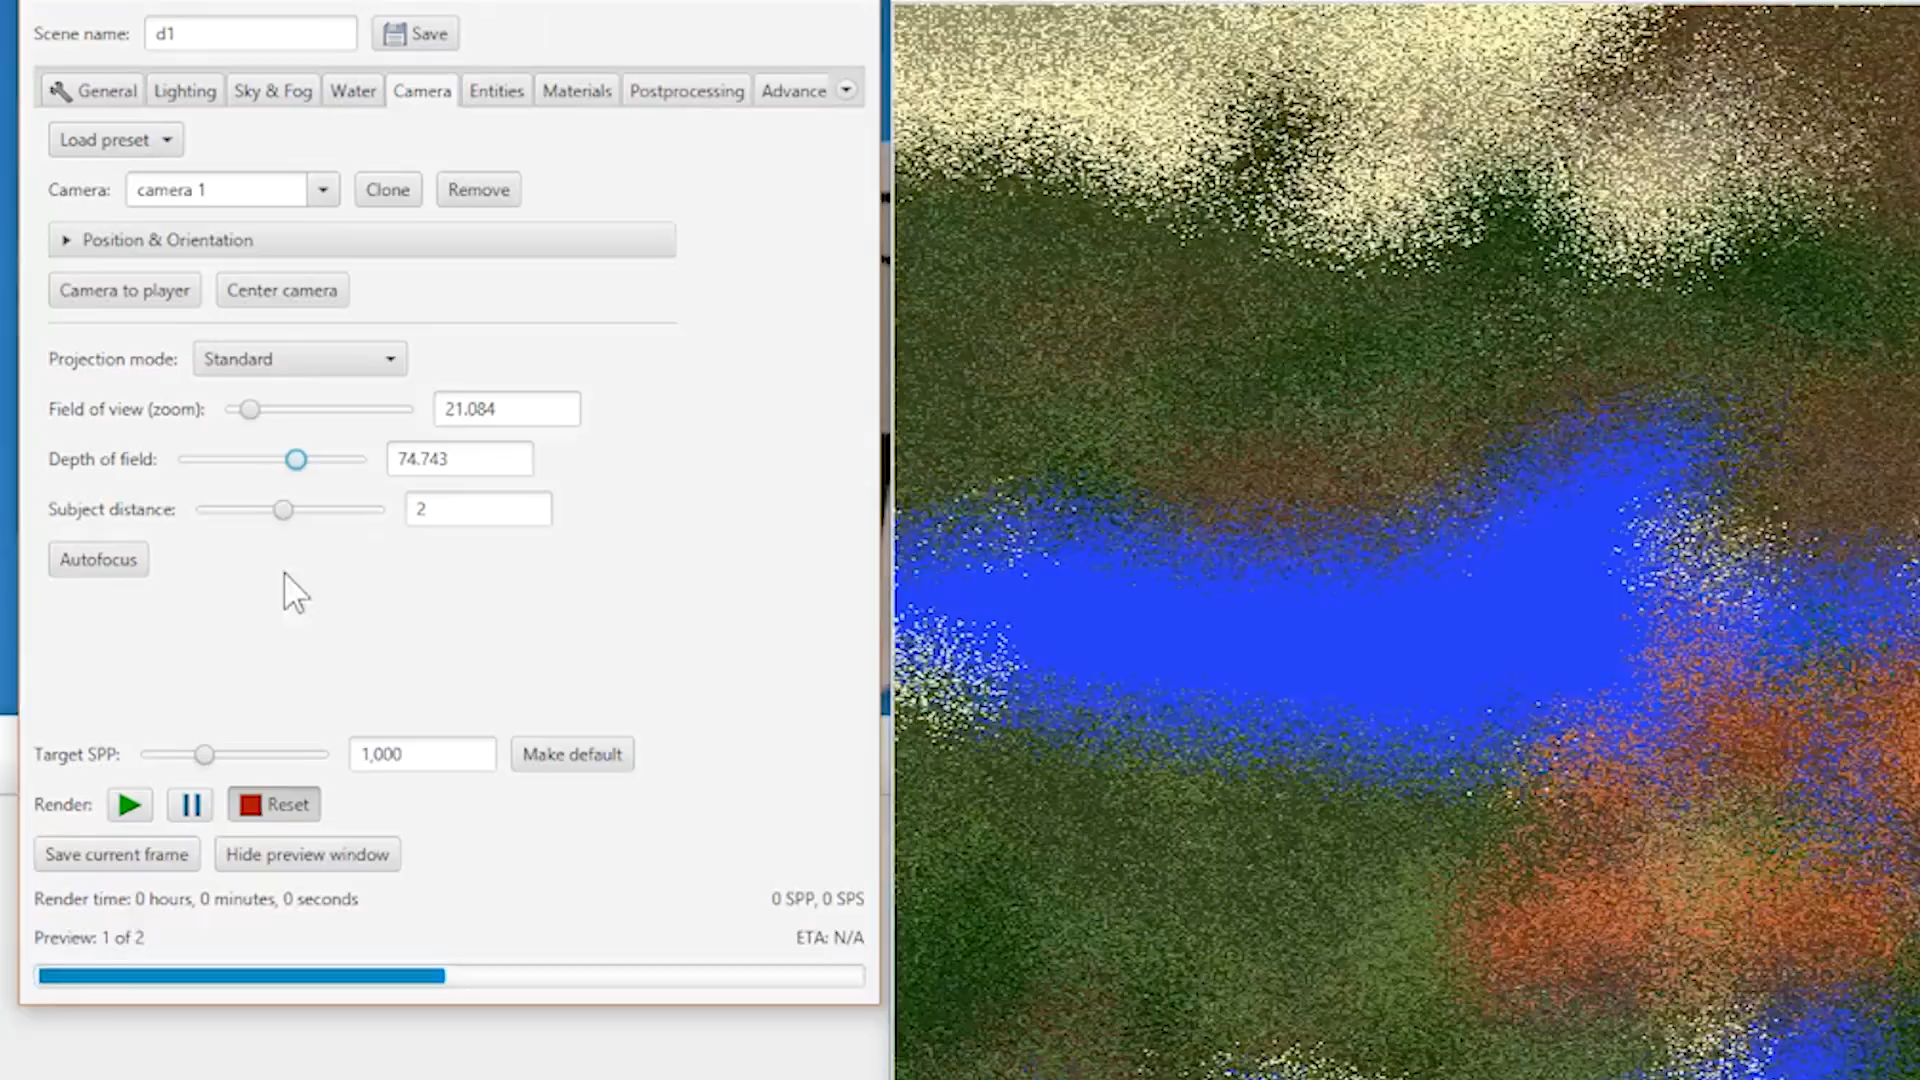 Scene name: d1 Save
General Lighting Sky & Fog Water Camera Entities Materials Postprocessing Advance
Load preset
Camera: camera 1 Clone Remove
Position & Orientation
Camera to player Center camera
Projection mode: Standard
Field of view (zoom): 21.084
Depth of field: 74.743
Subject distance: 2
Autofocus
Target SPP: 1,000 Make default
Render: Reset
Save current frame Hide preview window
Render time: 0 hours, 0 minutes, 0 seconds 0 SPP, 0 SPS
Preview: 1 of 2 ETA: N/A